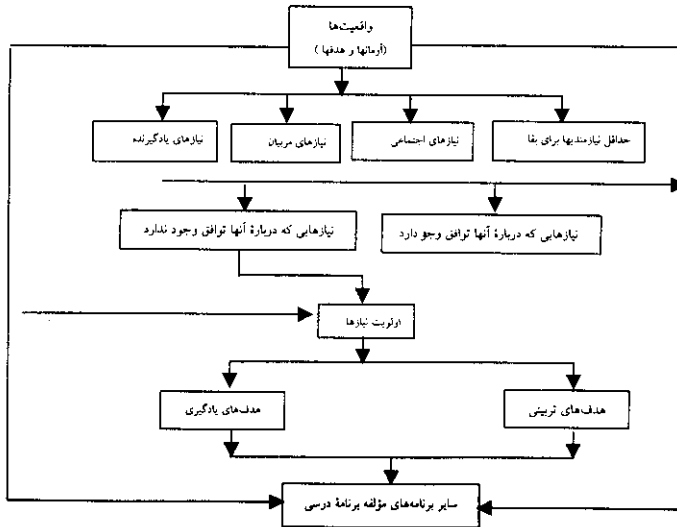 واقعیت‌ها
(آرمانها و هدفها )
حداقل نیازمندیها برای بقا
نیازهای اجتماعی
نیازهای مربیان
نیازهای یادگیرنده
نیازهایی که دربارهٔ آنها توافق وجو دارد
نیازهایی که دربارهٔ آنها توافق وجود ندارد
اولویت نیازها
هدف‌های تربیتی
هدف‌های یادگیری
سایر برنامه‌های مؤلفه برنامهٔ درسی